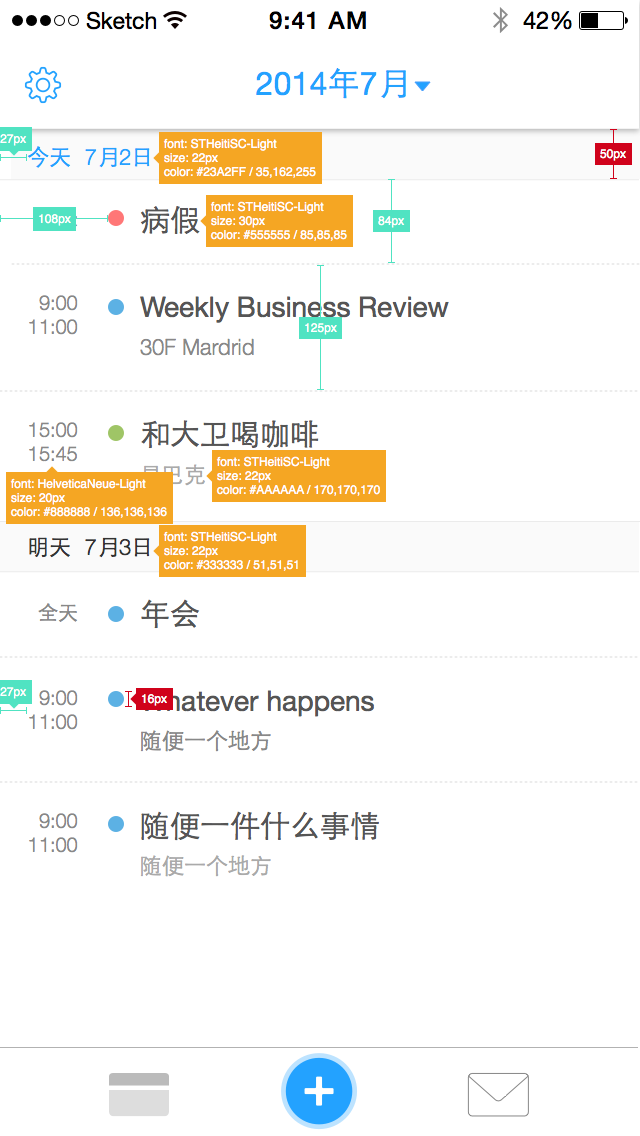 Sketch 9:41 AM 42%
2014年7月
27px
今天 7月2日
font: STHeitiSC-Light
size: 22px
color: #23A2FF / 35,162,255
50px
108px
病假
font: STHeitiSC-Light
size: 30px
color: #555555 / 85,85,85
84px
9:00
11:00
Weekly Business Review
30F Mardrid
125px
15:00
15:45
和大卫喝咖啡
巴克
font: STHeitiSC-Light
size: 22px
color: #AAAAAA / 170,170,170
font: HelveticaNeue-Light
size: 20px
color: #888888 / 136,136,136
明天 7月3日
font: STHeitiSC-Light
size: 22px
color: #333333 / 51,51,51
全天
年会
27px
9:00
11:00
16px
Whatever happens
随便一个地方
9:00
11:00
随便一件什么事情
随便一个地方